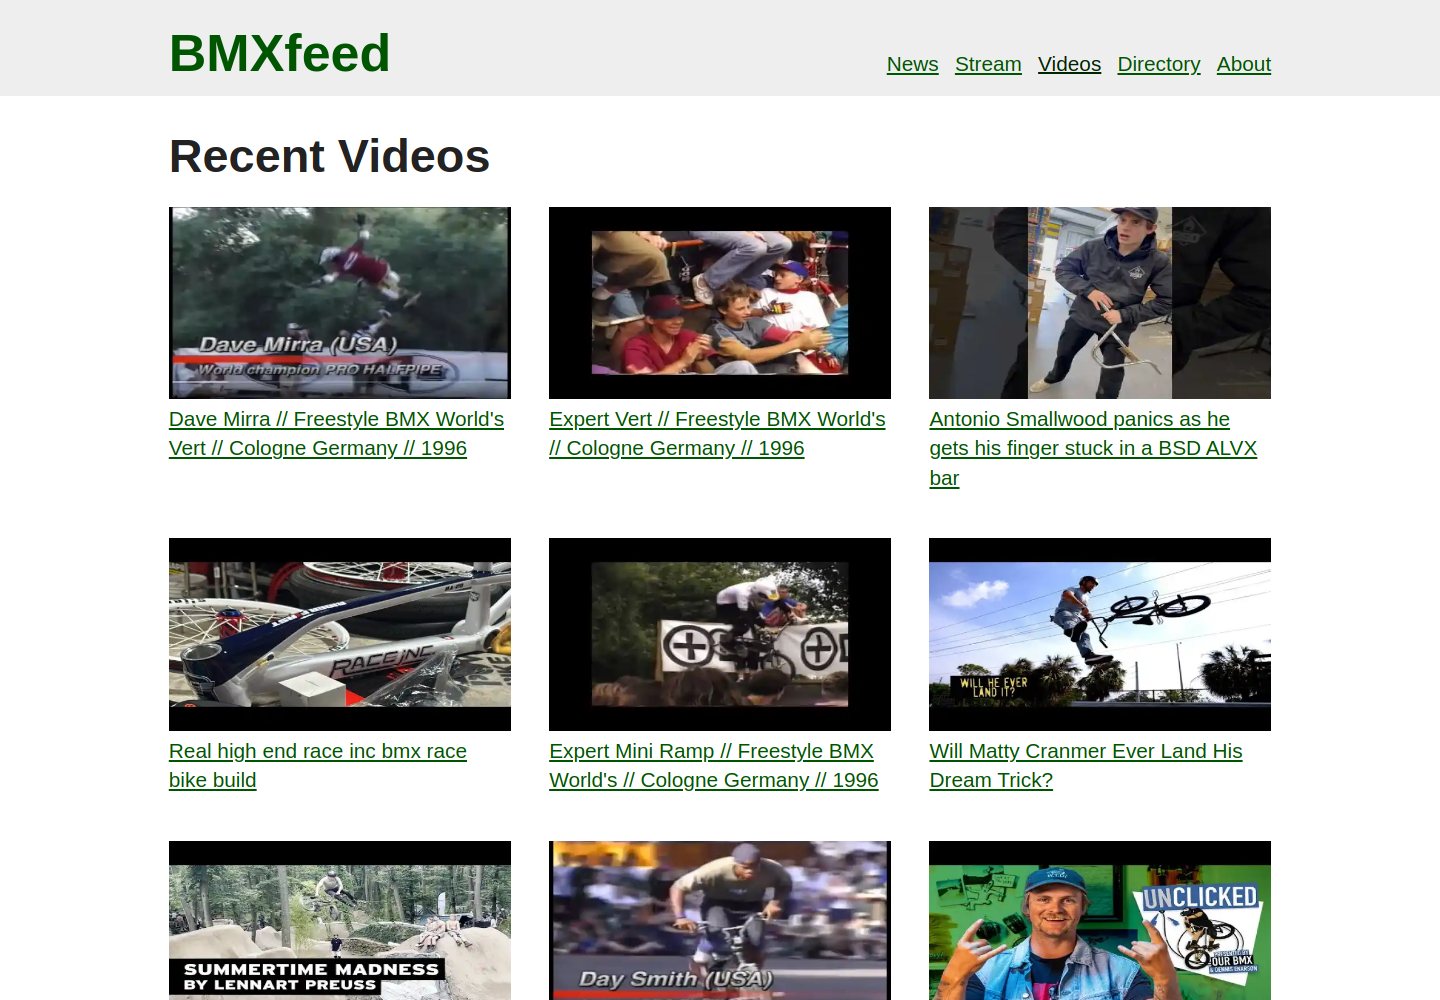 BMXfeed
News Stream Videos Directory About
Recent Videos
Dave Mirra (USA)
World champion PRO HALFPIPE
Dave Mirra // Freestyle BMX World's
Vert // Cologne Germany // 1996
Expert Vert // Freestyle BMX World's
// Cologne Germany // 1996
Antonio Smallwood panics as he
gets his finger stuck in a BSD ALVX
bar
RACE INC
WILL HE EVER
LAND IT?
Real high end race inc bmx race
bike build
Expert Mini Ramp // Freestyle BMX
World's // Cologne Germany // 1996
Will Matty Cranmer Ever Land His
Dream Trick?
SUMMERTIME MADNESS
BY LENNART PREUSS
Day Smith (USA)
UNCLICKED
OUR BMX
& DENNIS ENARSON